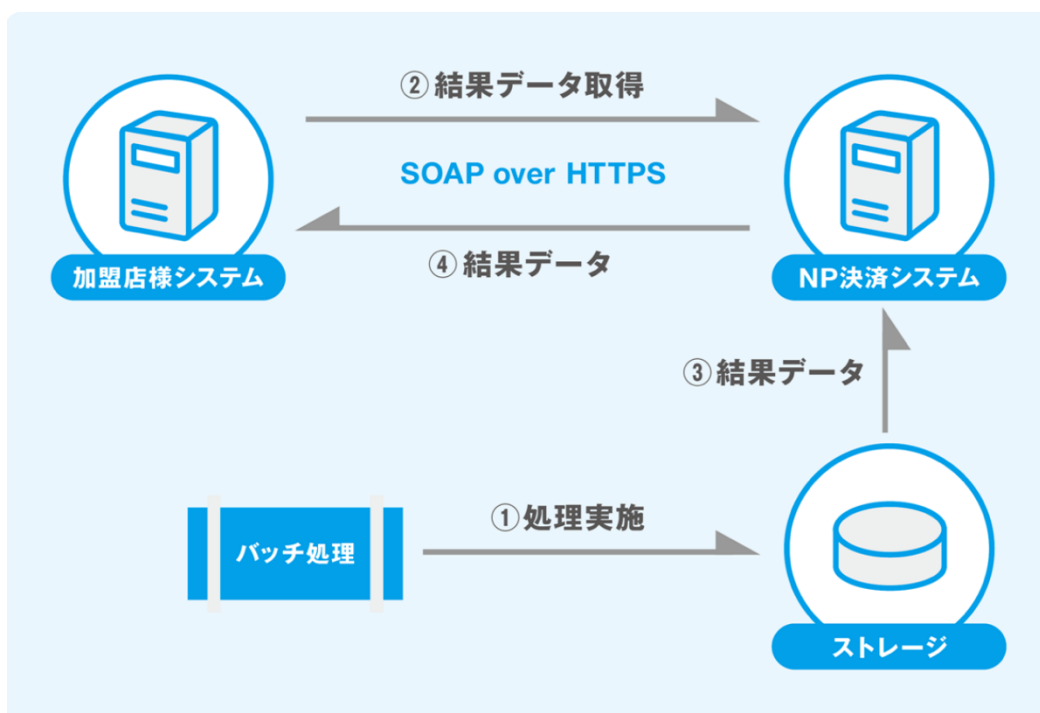 ②結果データ取得
SOAP over HTTPS
④結果データ
加盟店様システム
NP決済システム
③結果データ
①処理実施
バッチ処理
ストレージ